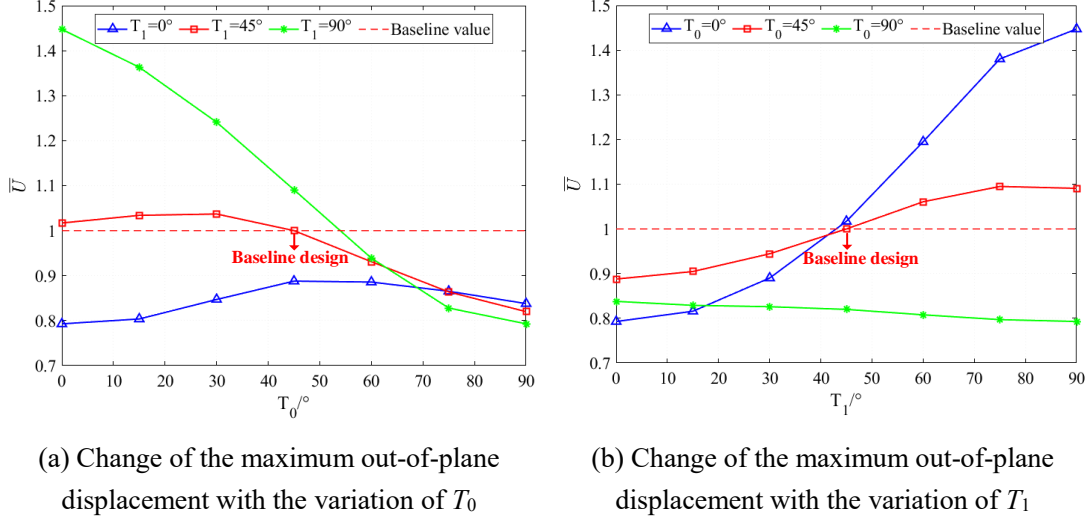 T₁=0° T₁=45° T₁=90° Baseline value
1.5
1.4
1.3
1.2
1.1
1
0.9
0.8
0.7
U̅
Baseline design
0 10 20 30 40 50 60 70 80 90
T₀/°
(a) Change of the maximum out-of-plane
displacement with the variation of T₀
T₀=0° T₀=45° T₀=90° Baseline value
1.5
1.4
1.3
1.2
1.1
1
0.9
0.8
0.7
U̅
Baseline design
0 10 20 30 40 50 60 70 80 90
T₁/°
(b) Change of the maximum out-of-plane
displacement with the variation of T₁